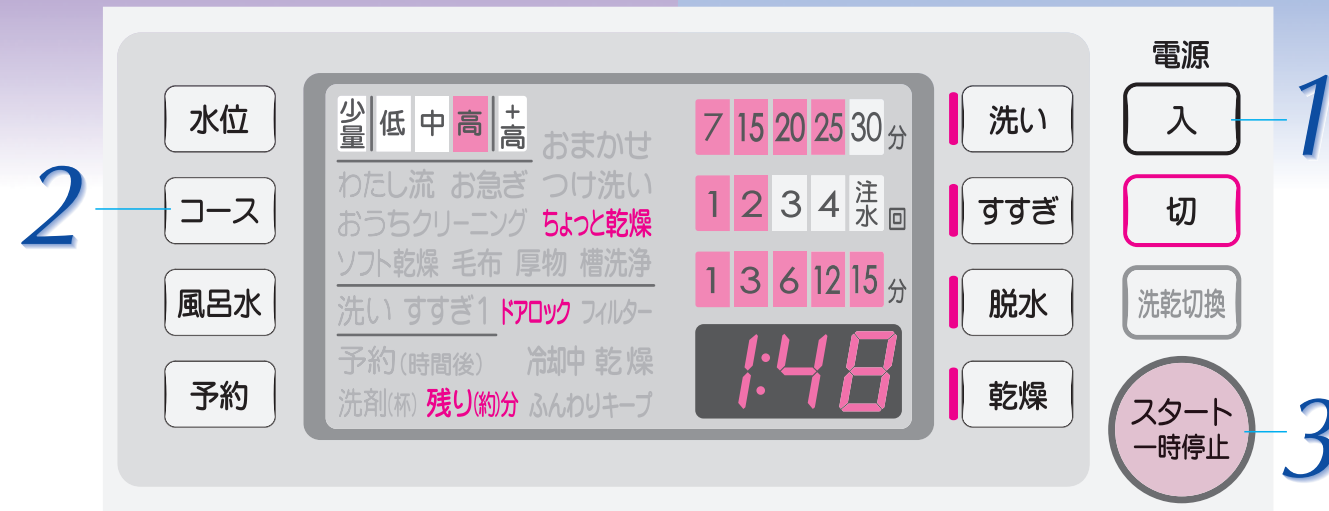 電源
1
入
切
洗乾切換
スタート
一時停止
3
2
水位
コース
風呂水
予約
少量 低 中 高 +高
おまかせ
わたし流 お急ぎ つけ洗い
おうちクリーニング ちょっと乾燥
ソフト乾燥 毛布 厚物 槽洗浄
洗い すすぎ1 ドアロック フィルター
予約(時間後) 冷却中 乾燥
洗剤(杯) 残り(約)分 ふんわりキープ
7 15 20 25 30 分
1 2 3 4 注水 回
1 3 6 12 15 分
1:48
洗い
すすぎ
脱水
乾燥